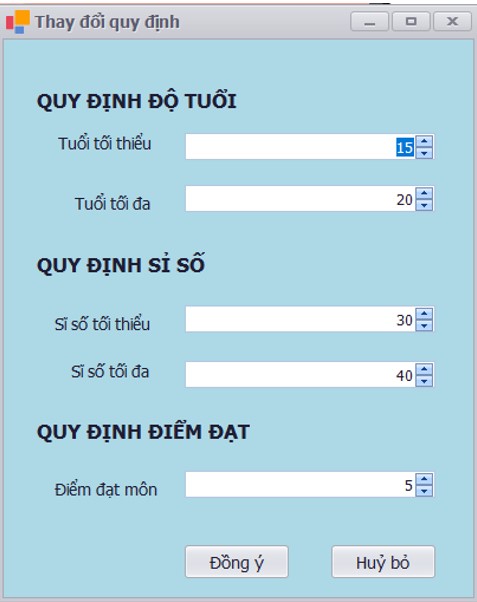 Thay đổi quy định
QUY ĐỊNH ĐỘ TUỔI
Tuổi tối thiểu 15
Tuổi tối đa 20
QUY ĐỊNH SỈ SỐ
Sĩ số tối thiểu 30
Sĩ số tối đa 40
QUY ĐỊNH ĐIỂM ĐẠT
Điểm đạt môn 5
Đồng ý Huỷ bỏ